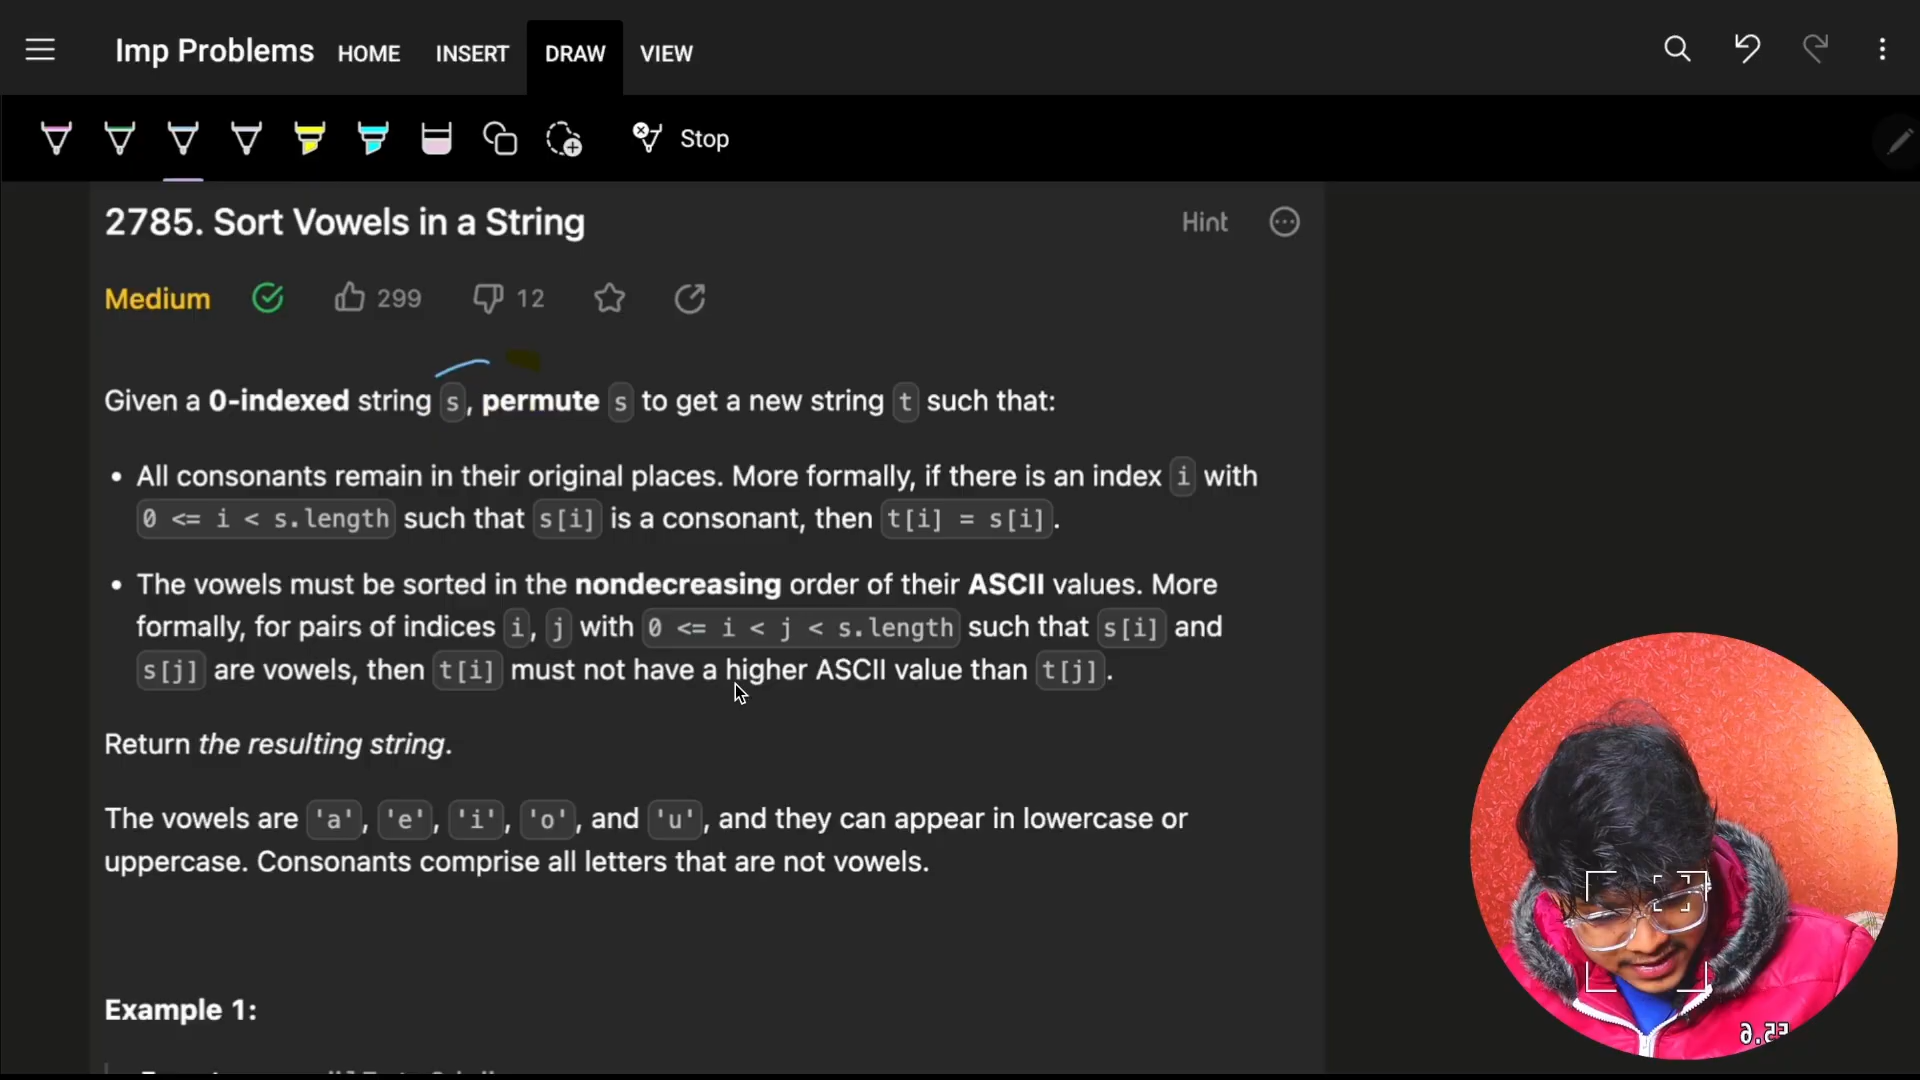 Imp Problems HOME INSERT DRAW VIEW
Stop
2785. Sort Vowels in a String Hint
Medium 299 12
Given a 0-indexed string s, permute s to get a new string t such that:
• All consonants remain in their original places. More formally, if there is an index i with
0 <= i < s.length such that s[i] is a consonant, then t[i] = s[i].
• The vowels must be sorted in the nondecreasing order of their ASCII values. More
formally, for pairs of indices i, j with 0 <= i < j < s.length such that s[i] and
s[j] are vowels, then t[i] must not have a higher ASCII value than t[j].
Return the resulting string.
The vowels are 'a', 'e', 'i', 'o', and 'u', and they can appear in lowercase or
uppercase. Consonants comprise all letters that are not vowels.
Example 1: